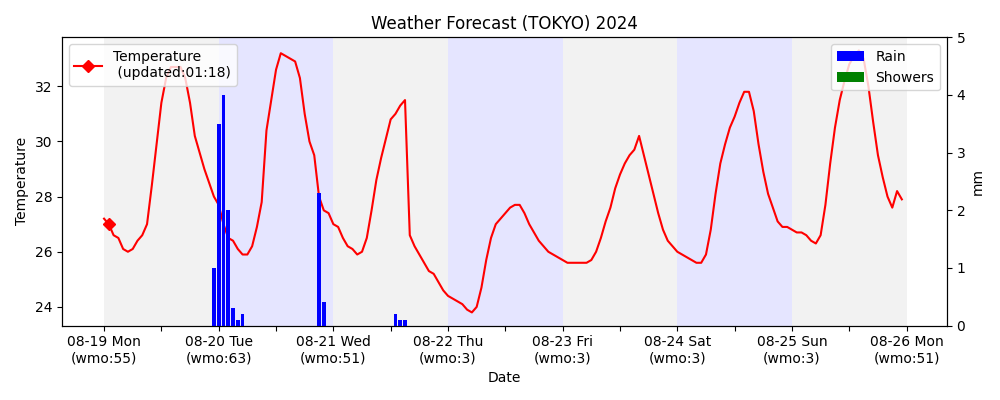 Weather Forecast (TOKYO) 2024
Temperature
(updated:01:18)
Rain
Showers
Temperature
32
30
28
26
24
5
4
3
2
1
0
mm
08-19 Mon
(wmo:55)
08-20 Tue
(wmo:63)
08-21 Wed
(wmo:51)
08-22 Thu
(wmo:3)
08-23 Fri
(wmo:3)
08-24 Sat
(wmo:3)
08-25 Sun
(wmo:3)
08-26 Mon
(wmo:51)
Date